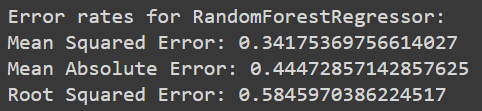 Error rates for RandomForestRegressor:
Mean Squared Error: 0.34175369756614027
Mean Absolute Error: 0.44472857142857625
Root Squared Error: 0.5845970386224517